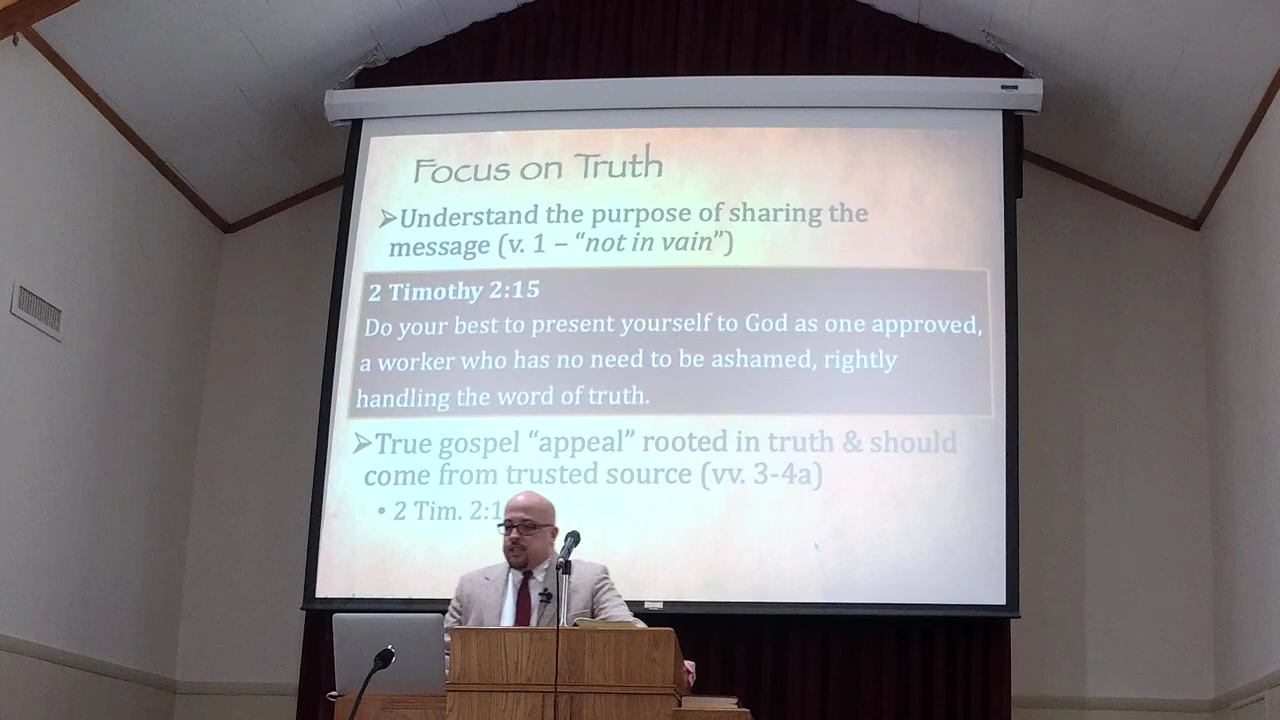 Focus on Truth
➢Understand the purpose of sharing the
message (v. 1 – “not in vain”)
2 Timothy 2:15
Do your best to present yourself to God as one approved,
a worker who has no need to be ashamed, rightly
handling the word of truth.
➢True gospel “appeal” rooted in truth & should
come from trusted source (vv. 3-4a)
• 2 Tim. 2:1